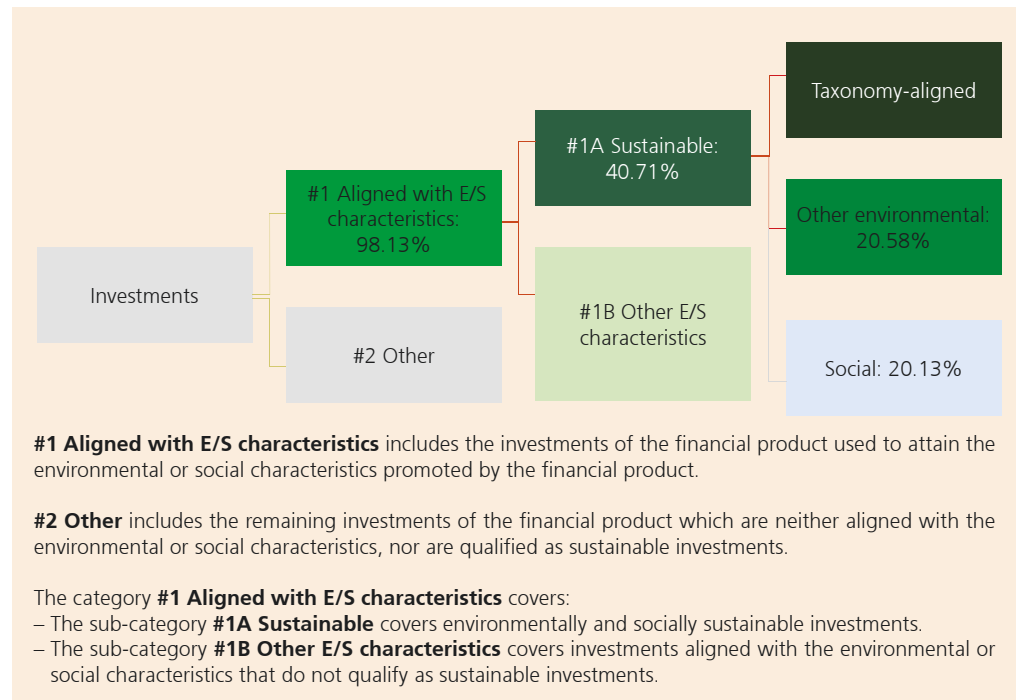 Taxonomy-aligned
#1A Sustainable:
40.71%
#1 Aligned with E/S
characteristics:
98.13%
Other environmental:
20.58%
Investments
#1B Other E/S
characteristics
#2 Other
Social: 20.13%
#1 Aligned with E/S characteristics includes the investments of the financial product used to attain the
environmental or social characteristics promoted by the financial product.
#2 Other includes the remaining investments of the financial product which are neither aligned with the
environmental or social characteristics, nor are qualified as sustainable investments.
The category #1 Aligned with E/S characteristics covers:
– The sub-category #1A Sustainable covers environmentally and socially sustainable investments.
– The sub-category #1B Other E/S characteristics covers investments aligned with the environmental or
social characteristics that do not qualify as sustainable investments.